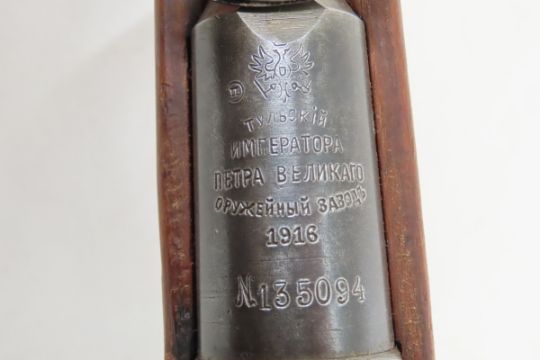 ТУЛЬСКІЙ
ИМПЕРАТОРА
ПЕТРА ВЕЛИКАГО
ОРУЖЕЙНЫЙ ЗАВОДЪ
1916
№135094